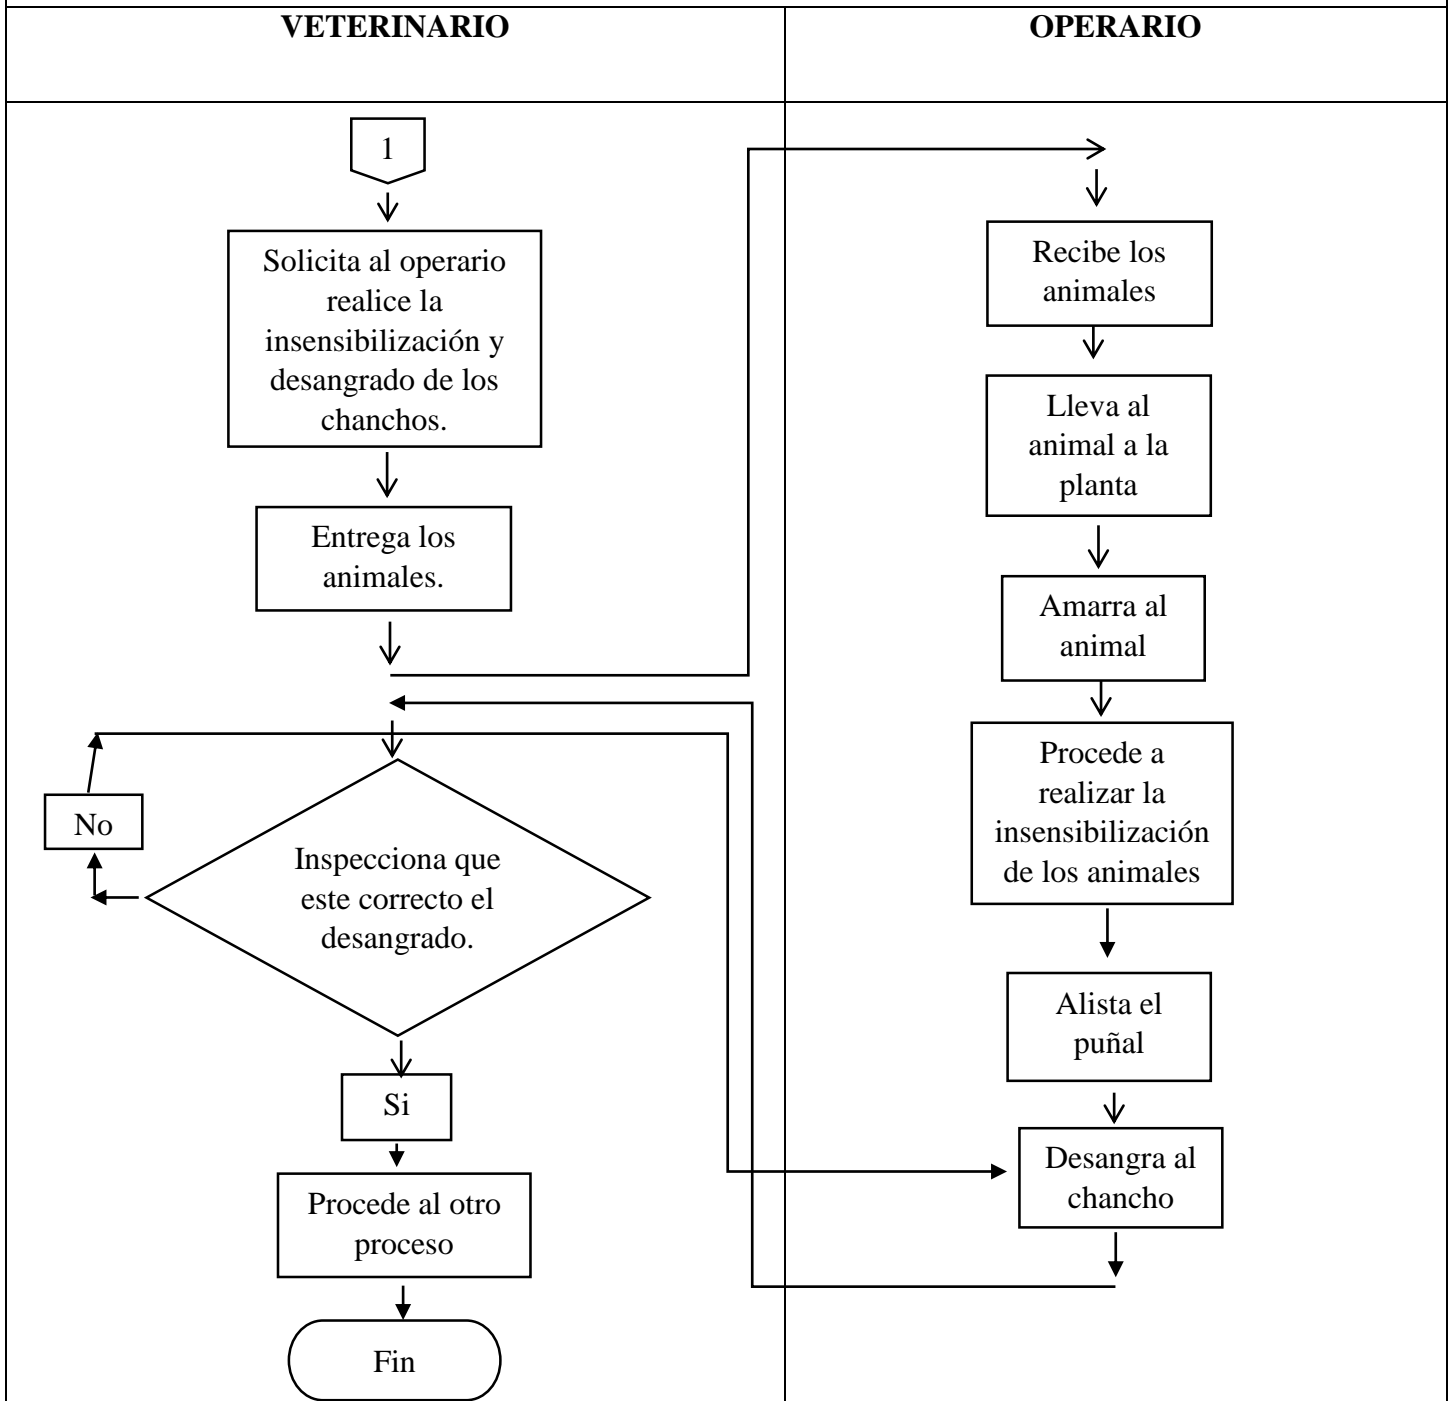 VETERINARIO
OPERARIO
1
Solicita al operario
realice la
insensibilización y
desangrado de los
chanchos.
Entrega los
animales.
No
Inspecciona que
este correcto el
desangrado.
Si
Procede al otro
proceso
Fin
Recibe los
animales
Lleva al
animal a la
planta
Amarra al
animal
Procede a
realizar la
insensibilización
de los animales
Alista el
puñal
Desangra al
chancho